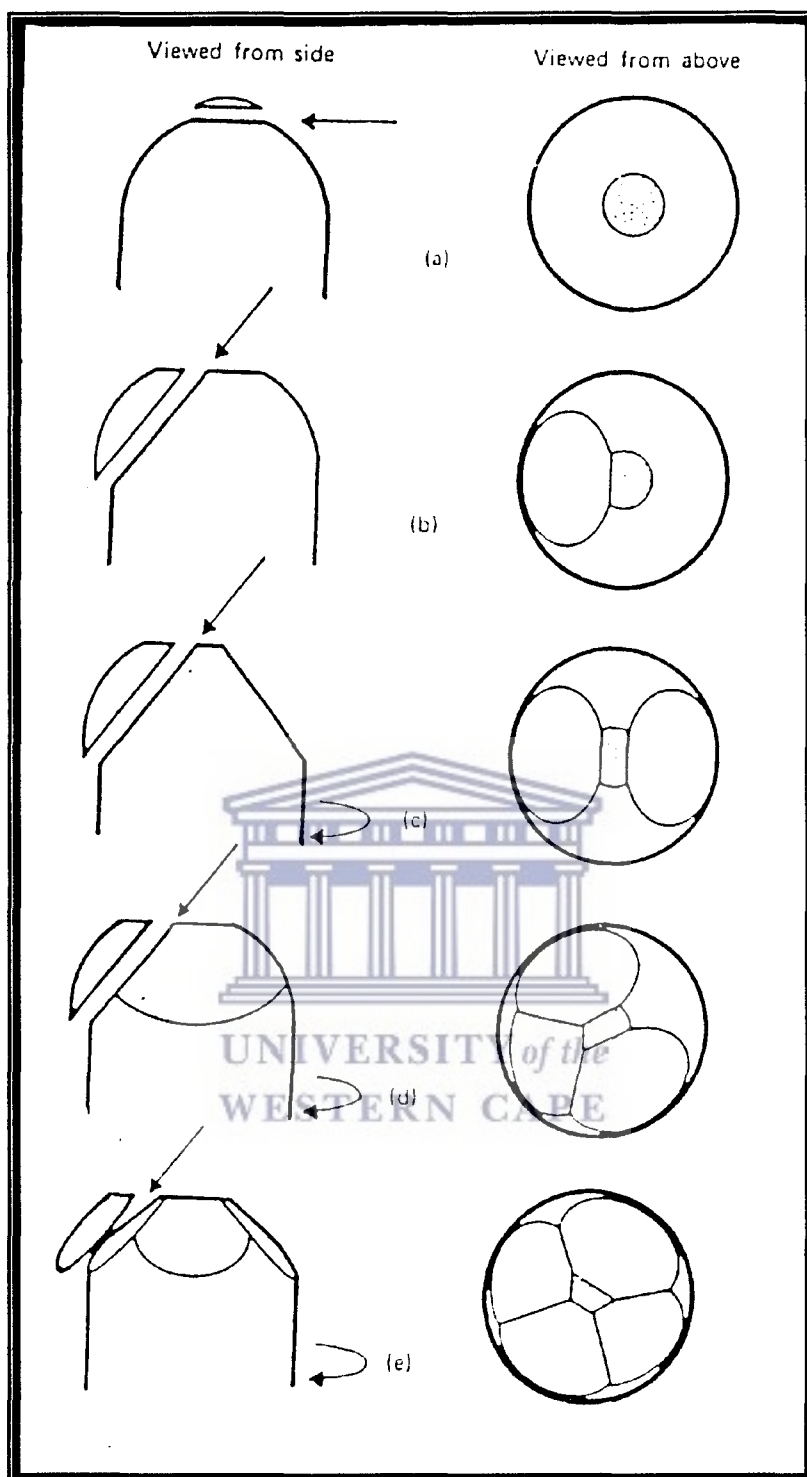 Viewed from side
Viewed from above
(a)
(b)
(c)
(d)
(e)
UNIVERSITY of the
WESTERN CAPE